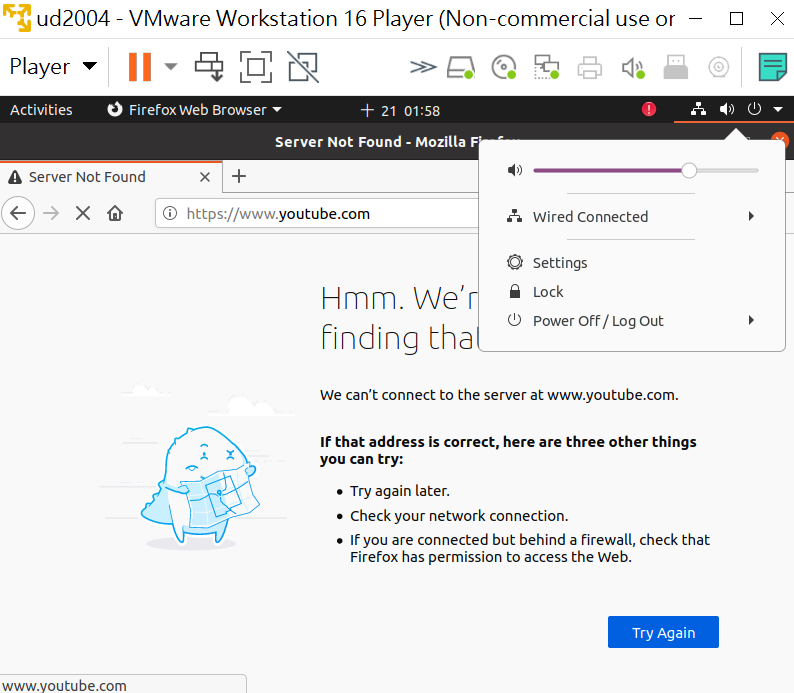 ud2004 - VMware Workstation 16 Player (Non-commercial use or
Player
Activities
Firefox Web Browser
21 01:58
Server Not Found - Mozilla Firefox
Server Not Found
https://www.youtube.com
Wired Connected
Settings
Lock
Power Off / Log Out
Hmm. We’r
finding tha
We can’t connect to the server at www.youtube.com.
If that address is correct, here are three other things
you can try:
Try again later.
Check your network connection.
If you are connected but behind a firewall, check that
Firefox has permission to access the Web.
Try Again
www.youtube.com